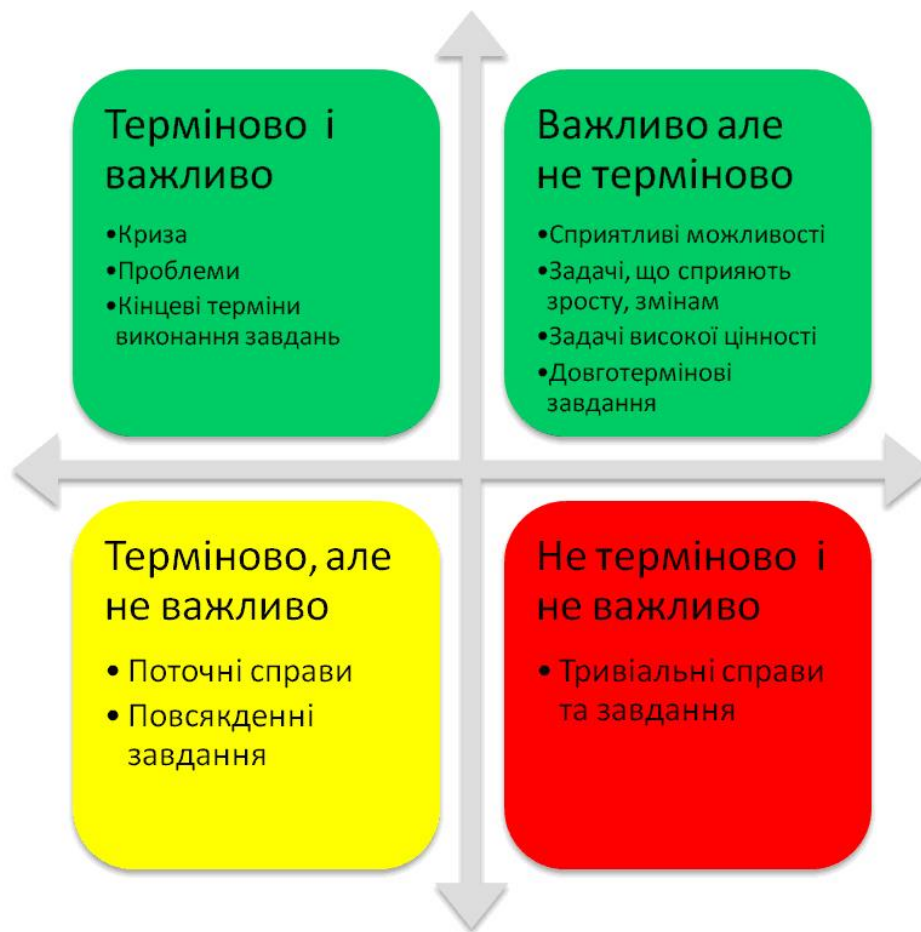 Терміново і
важливо
•Криза
•Проблеми
•Кінцеві терміни
виконання завдань
Важливо але
не терміново
•Сприятливі можливості
•Задачі, що сприяють
зросту, змінам
•Задачі високої цінності
•Довготермінові
завдання
Терміново, але
не важливо
• Поточні справи
• Повсякденні
завдання
Не терміново і
не важливо
• Тривіальні справи
та завдання